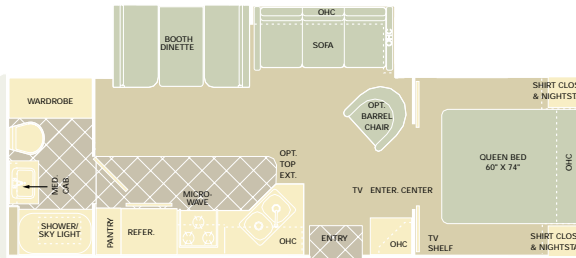 OHC
BOOTH
DINETTE
SOFA
OHC
WARDROBE
OPT.
BARREL
CHAIR
SHIRT CLOS
& NIGHTST
QUEEN BED
60" X 74"
OHC
OPT.
TOP
EXT.
MED.
CAB
MICRO-
WAVE
TV ENTER. CENTER
SHOWER/
SKY LIGHT
PANTRY
REFER.
OHC
ENTRY
OHC
TV
SHELF
SHIRT CLOS
& NIGHTST